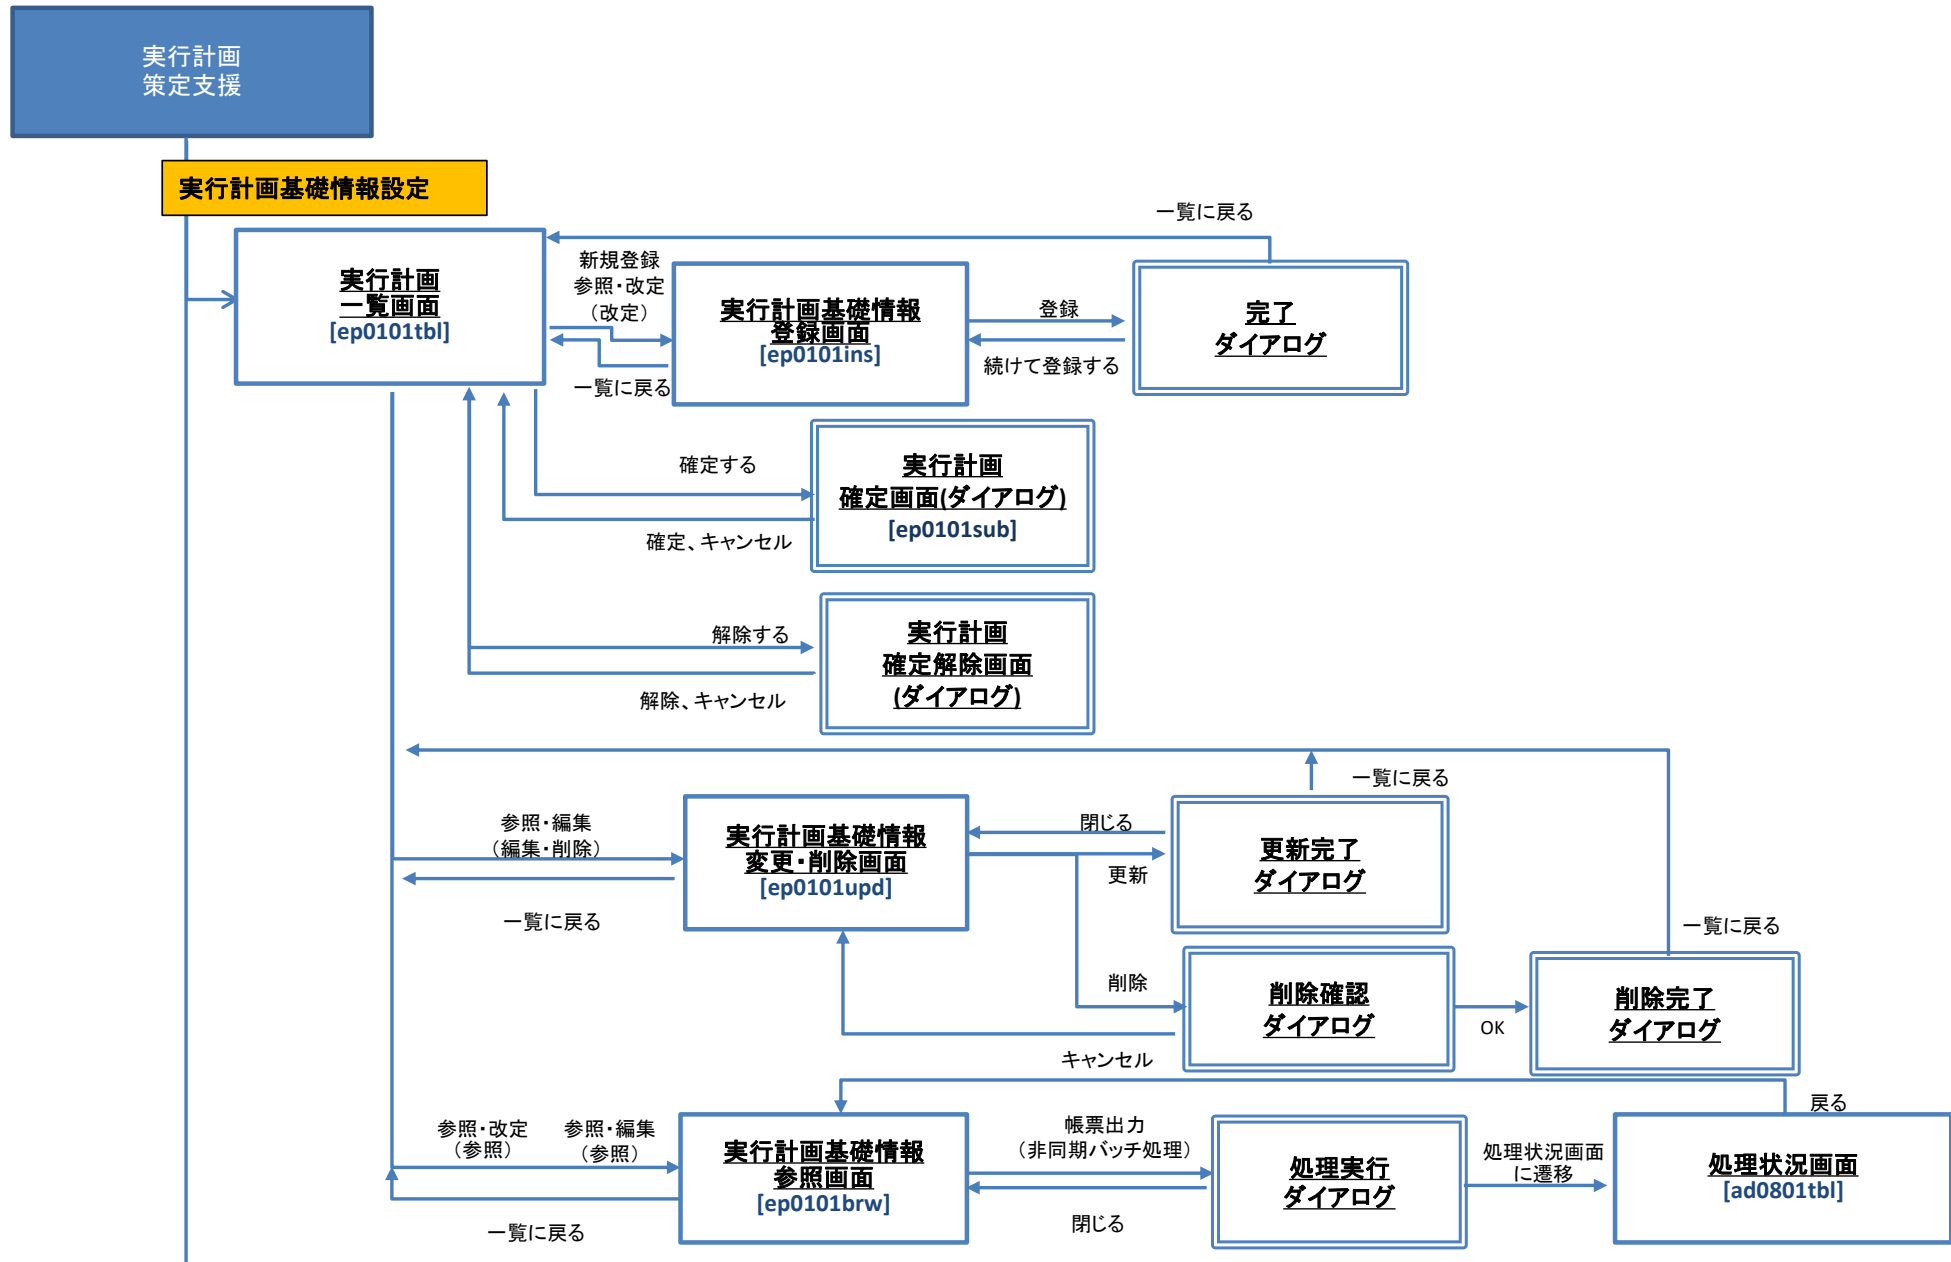 実行計画
策定支援
実行計画基礎情報設定
一覧に戻る
実行計画
一覧画面
[ep0101tbl]
新規登録
参照・改定
（改定）
一覧に戻る
実行計画基礎情報
登録画面
[ep0101ins]
登録
続けて登録する
完了
ダイアログ
確定する
確定、キャンセル
実行計画
確定画面(ダイアログ)
[ep0101sub]
解除する
解除、キャンセル
実行計画
確定解除画面
(ダイアログ)
一覧に戻る
参照・編集
（編集・削除）
一覧に戻る
実行計画基礎情報
変更・削除画面
[ep0101upd]
閉じる
更新
更新完了
ダイアログ
一覧に戻る
削除
キャンセル
削除確認
ダイアログ
OK
削除完了
ダイアログ
戻る
参照・改定
（参照）
参照・編集
（参照）
一覧に戻る
実行計画基礎情報
参照画面
[ep0101brw]
帳票出力
（非同期バッチ処理）
閉じる
処理実行
ダイアログ
処理状況画面
に遷移
処理状況画面
[ad0801tbl]